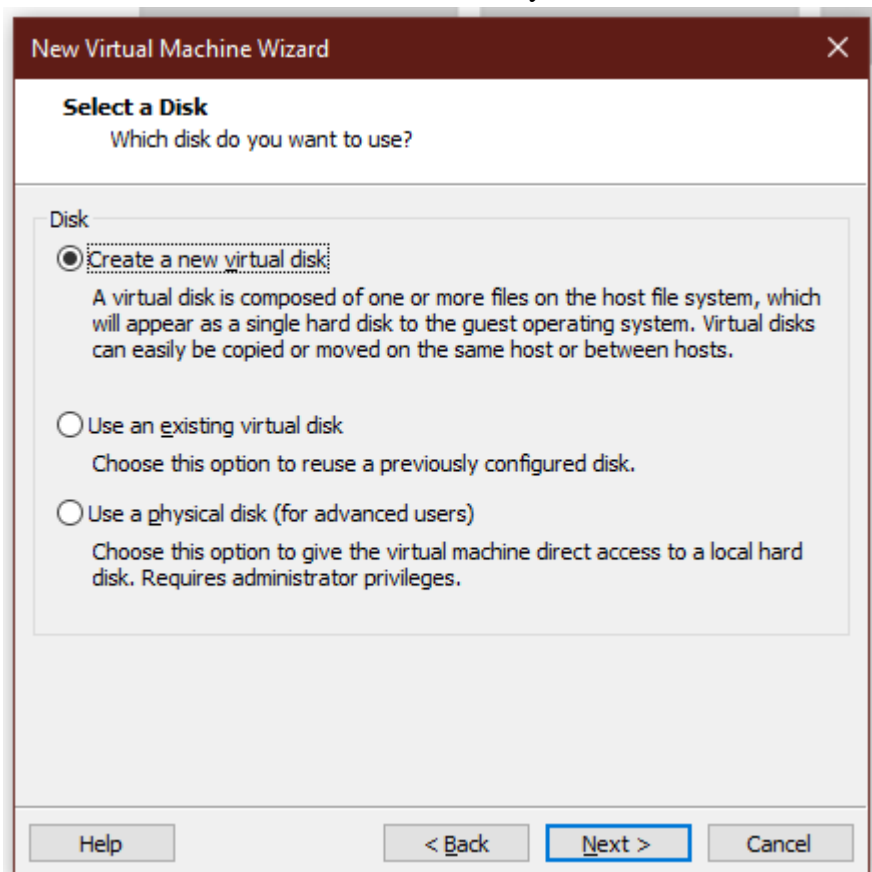 New Virtual Machine Wizard
Select a Disk
Which disk do you want to use?
Disk
Create a new virtual disk
A virtual disk is composed of one or more files on the host file system, which
will appear as a single hard disk to the guest operating system. Virtual disks
can easily be copied or moved on the same host or between hosts.
Use an existing virtual disk
Choose this option to reuse a previously configured disk.
Use a physical disk (for advanced users)
Choose this option to give the virtual machine direct access to a local hard
disk. Requires administrator privileges.
Help
< Back
Next >
Cancel